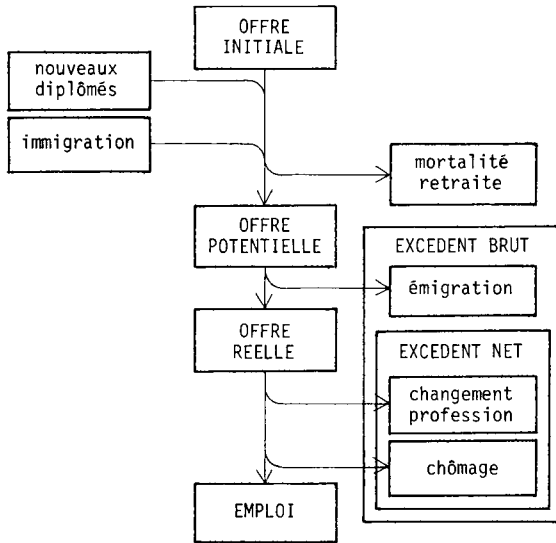 OFFRE
INITIALE
nouveaux
diplômés
immigration
mortalité
retraite
OFFRE
POTENTIELLE
EXCEDENT BRUT
émigration
OFFRE
REELLE
EXCEDENT NET
changement
profession
chômage
EMPLOI